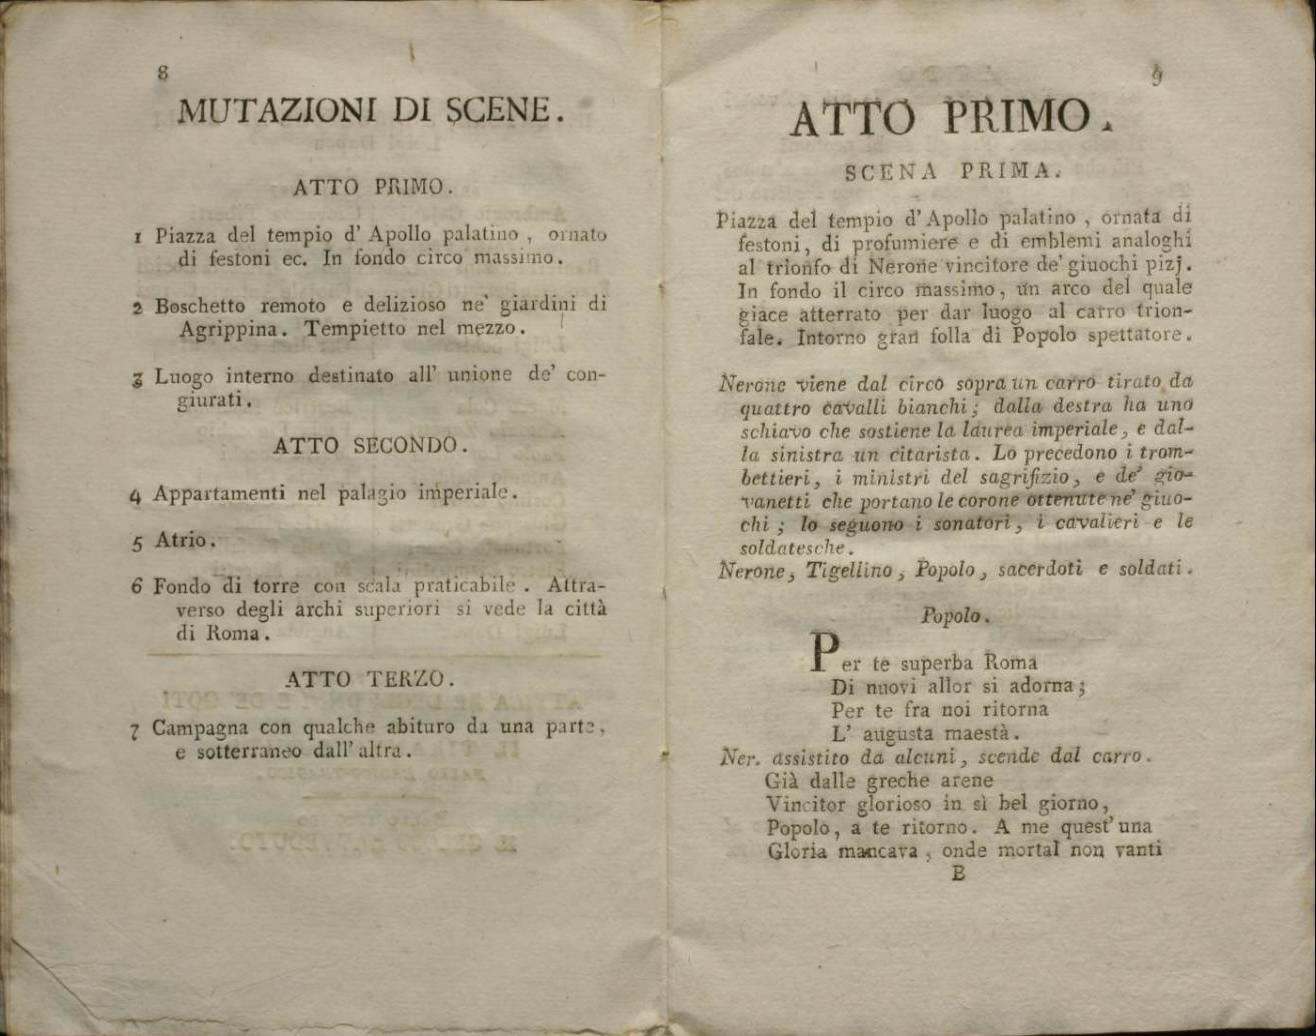 8
MUTAZIONI DI SCENE.
ATTO PRIMO.
1 Piazza del tempio d' Apollo palatino , ornato
di festoni ec. In fondo circo massimo.
2 Boschetto remoto e delizioso ne' giardini di
Agrippina. Tempietto nel mezzo.
3 Luogo interno destinato all' unione de' con-
giurati.
ATTO SECONDO.
4 Appartamenti nel palagio imperiale.
5 Atrio.
6 Fondo di torre con scala praticabile . Attra-
verso degli archi superiori si vede la città
di Roma.
ATTO TERZO.
7 Campagna con qualche abituro da una parte,
e sotterraneo dall' altra.
9
ATTO PRIMO.
SCENA PRIMA.
Piazza del tempio d' Apollo palatino , ornata di
festoni, di profumiere e di emblemi analoghi
al trionfo di Nerone vincitore de' giuochi pizj.
In fondo il circo massimo, un arco del quale
giace atterrato per dar luogo al carro trion-
fale. Intorno gran folla di Popolo spettatore.
Nerone viene dal circo sopra un carro tirato da
quattro cavalli bianchi; dalla destra ha uno
schiavo che sostiene la laurea imperiale, e dal-
la sinistra un citarista. Lo precedono i trom-
bettieri, i ministri del sagrifizio, e de' gio-
vanetti che portano le corone ottenute ne' giuo-
chi ; lo seguono i sonatori, i cavalieri e le
soldatesche.
Nerone, Tigellino, Popolo, sacerdoti e soldati.
Popolo.
Per te superba Roma
Di nuovi allor si adorna;
Per te fra noi ritorna
L' augusta maestà.
Ner. assistito da alcuni, scende dal carro.
Già dalle greche arene
Vincitor glorioso in sì bel giorno,
Popolo, a te ritorno. A me quest' una
Gloria mancava , onde mortal non vanti
B